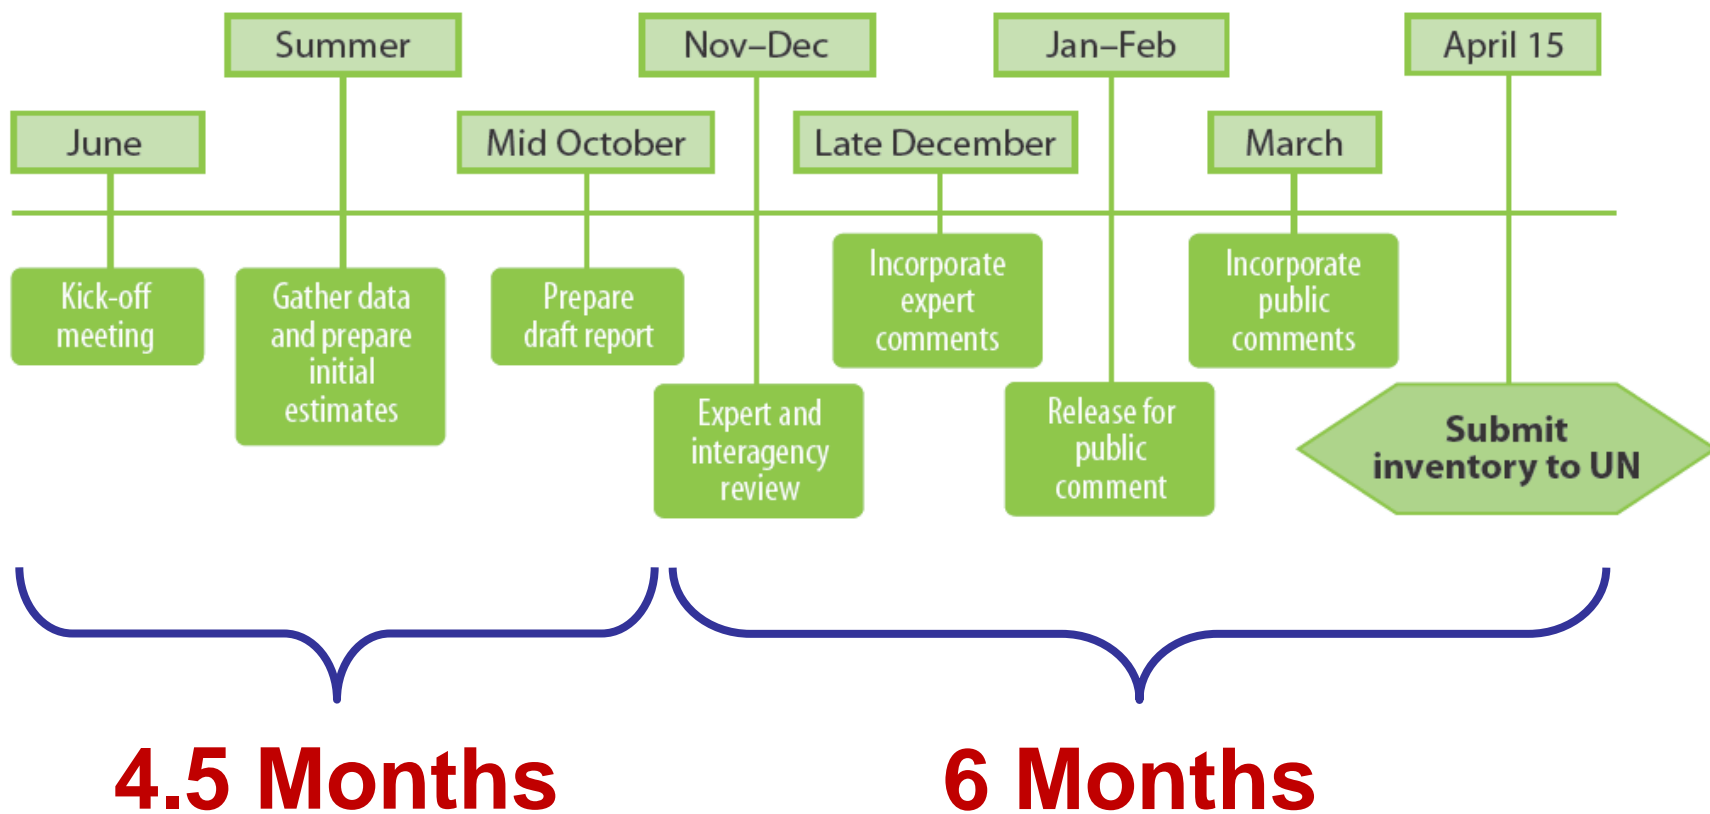 Summer
Nov–Dec
Jan–Feb
April 15
June
Mid October
Late December
March
Kick-off
meeting
Gather data
and prepare
initial
estimates
Prepare
draft report
Expert and
interagency
review
Incorporate
expert
comments
Release for
public
comment
Incorporate
public
comments
Submit
inventory to UN
4.5 Months
6 Months